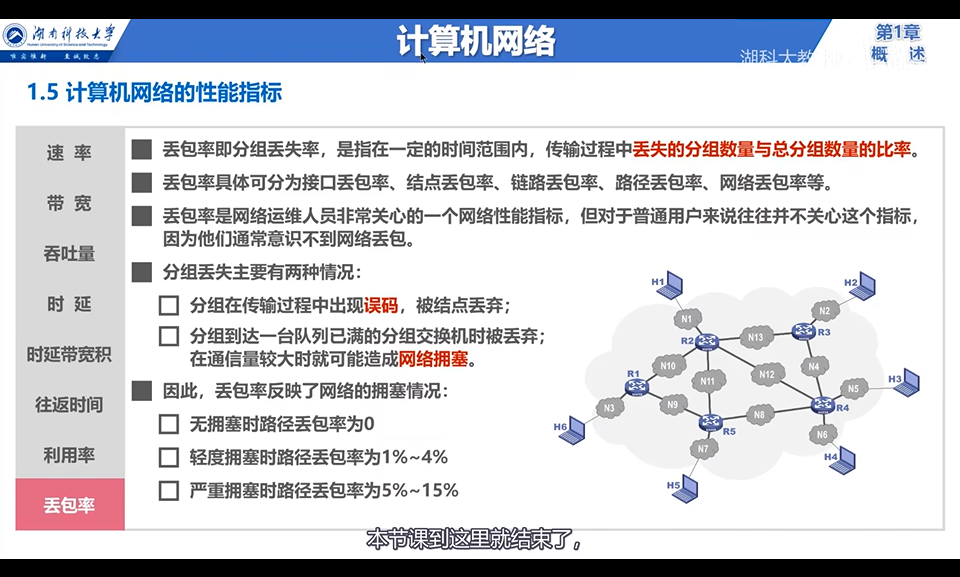 湖南科技大学
Hunan University of Science and Technology
唯实惟新 至诚致志
计算机网络
第1章
概 述
湖科大教
1.5 计算机网络的性能指标
速 率
带 宽
吞吐量
时 延
时延带宽积
往返时间
利用率
丢包率
丢包率即分组丢失率，是指在一定的时间范围内，传输过程中丢失的分组数量与总分组数量的比率。
丢包率具体可分为接口丢包率、结点丢包率、链路丢包率、路径丢包率、网络丢包率等。
丢包率是网络运维人员非常关心的一个网络性能指标，但对于普通用户来说往往并不关心这个指标，
因为他们通常意识不到网络丢包。
分组丢失主要有两种情况：
分组在传输过程中出现误码，被结点丢弃；
分组到达一台队列已满的分组交换机时被丢弃；
在通信量较大时就可能造成网络拥塞。
因此，丢包率反映了网络的拥塞情况：
无拥塞时路径丢包率为0
轻度拥塞时路径丢包率为1%~4%
严重拥塞时路径丢包率为5%~15%
H1
H2
N1
N2
R2
N13
R3
N10
N12
N4
R1
N11
N5
H3
N3
N9
N8
R4
H6
R5
N6
N7
H4
H5
本节课到这里就结束了，